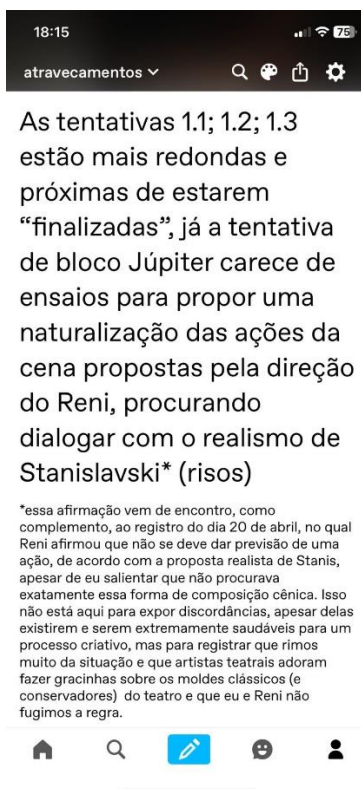 18:15
75
atravecamentos
As tentativas 1.1; 1.2; 1.3
estão mais redondas e
próximas de estarem
“finalizadas”, já a tentativa
de bloco Júpiter carece de
ensaios para propor uma
naturalização das ações da
cena propostas pela direção
do Reni, procurando
dialogar com o realismo de
Stanislavski* (risos)
*essa afirmação vem de encontro, como
complemento, ao registro do dia 20 de abril, no qual
Reni afirmou que não se deve dar previsão de uma
ação, de acordo com a proposta realista de Stanis,
apesar de eu salientar que não procurava
exatamente essa forma de composição cênica. Isso
não está aqui para expor discordâncias, apesar delas
existirem e serem extremamente saudáveis para um
processo criativo, mas para registrar que rimos
muito da situação e que artistas teatrais adoram
fazer gracinhas sobre os moldes clássicos (e
conservadores) do teatro e que eu e Reni não
fugimos a regra.